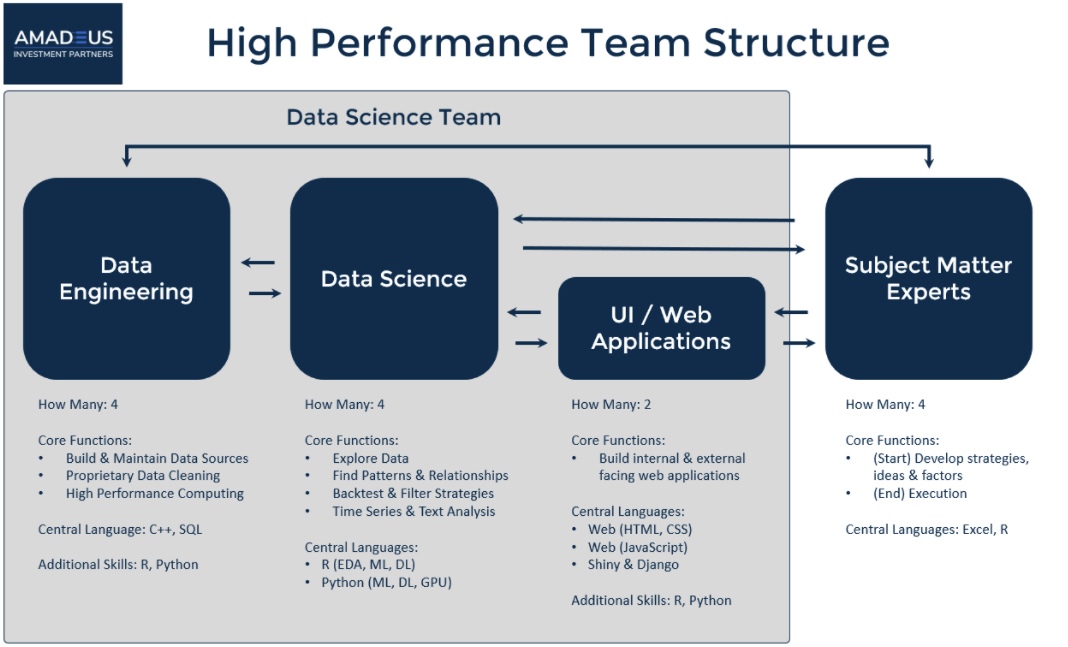 AMADEUS
INVESTMENT PARTNERS
High Performance Team Structure
Data Science Team
Data
Engineering
Data Science
UI / Web
Applications
Subject Matter
Experts
How Many: 4
Core Functions:
• Build & Maintain Data Sources
• Proprietary Data Cleaning
• High Performance Computing
Central Language: C++, SQL
Additional Skills: R, Python
How Many: 4
Core Functions:
• Explore Data
• Find Patterns & Relationships
• Backtest & Filter Strategies
• Time Series & Text Analysis
Central Languages:
• R (EDA, ML, DL)
• Python (ML, DL, GPU)
How Many: 2
Core Functions:
• Build internal & external
facing web applications
Central Languages:
• Web (HTML, CSS)
• Web (JavaScript)
• Shiny & Django
Additional Skills: R, Python
How Many: 4
Core Functions:
• (Start) Develop strategies,
ideas & factors
• (End) Execution
Central Languages: Excel, R